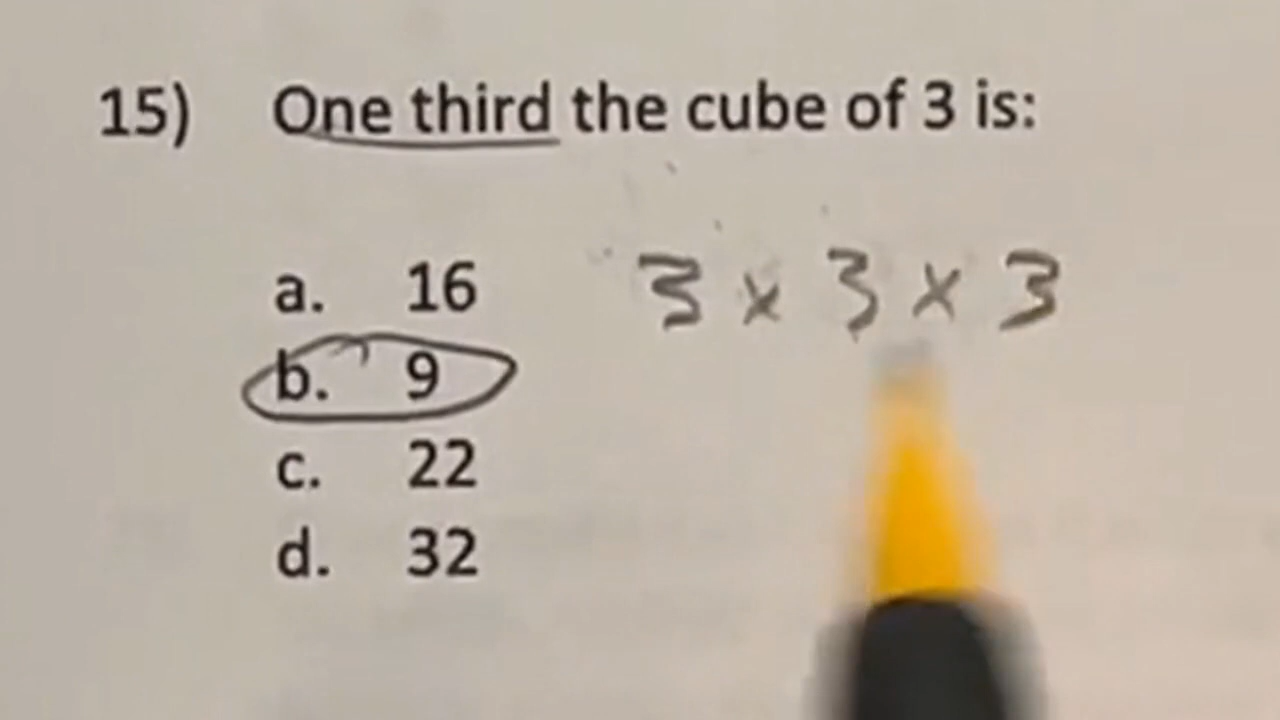 15) One third the cube of 3 is:
a. 16
3 x 3 x 3
b. 9
c. 22
d. 32